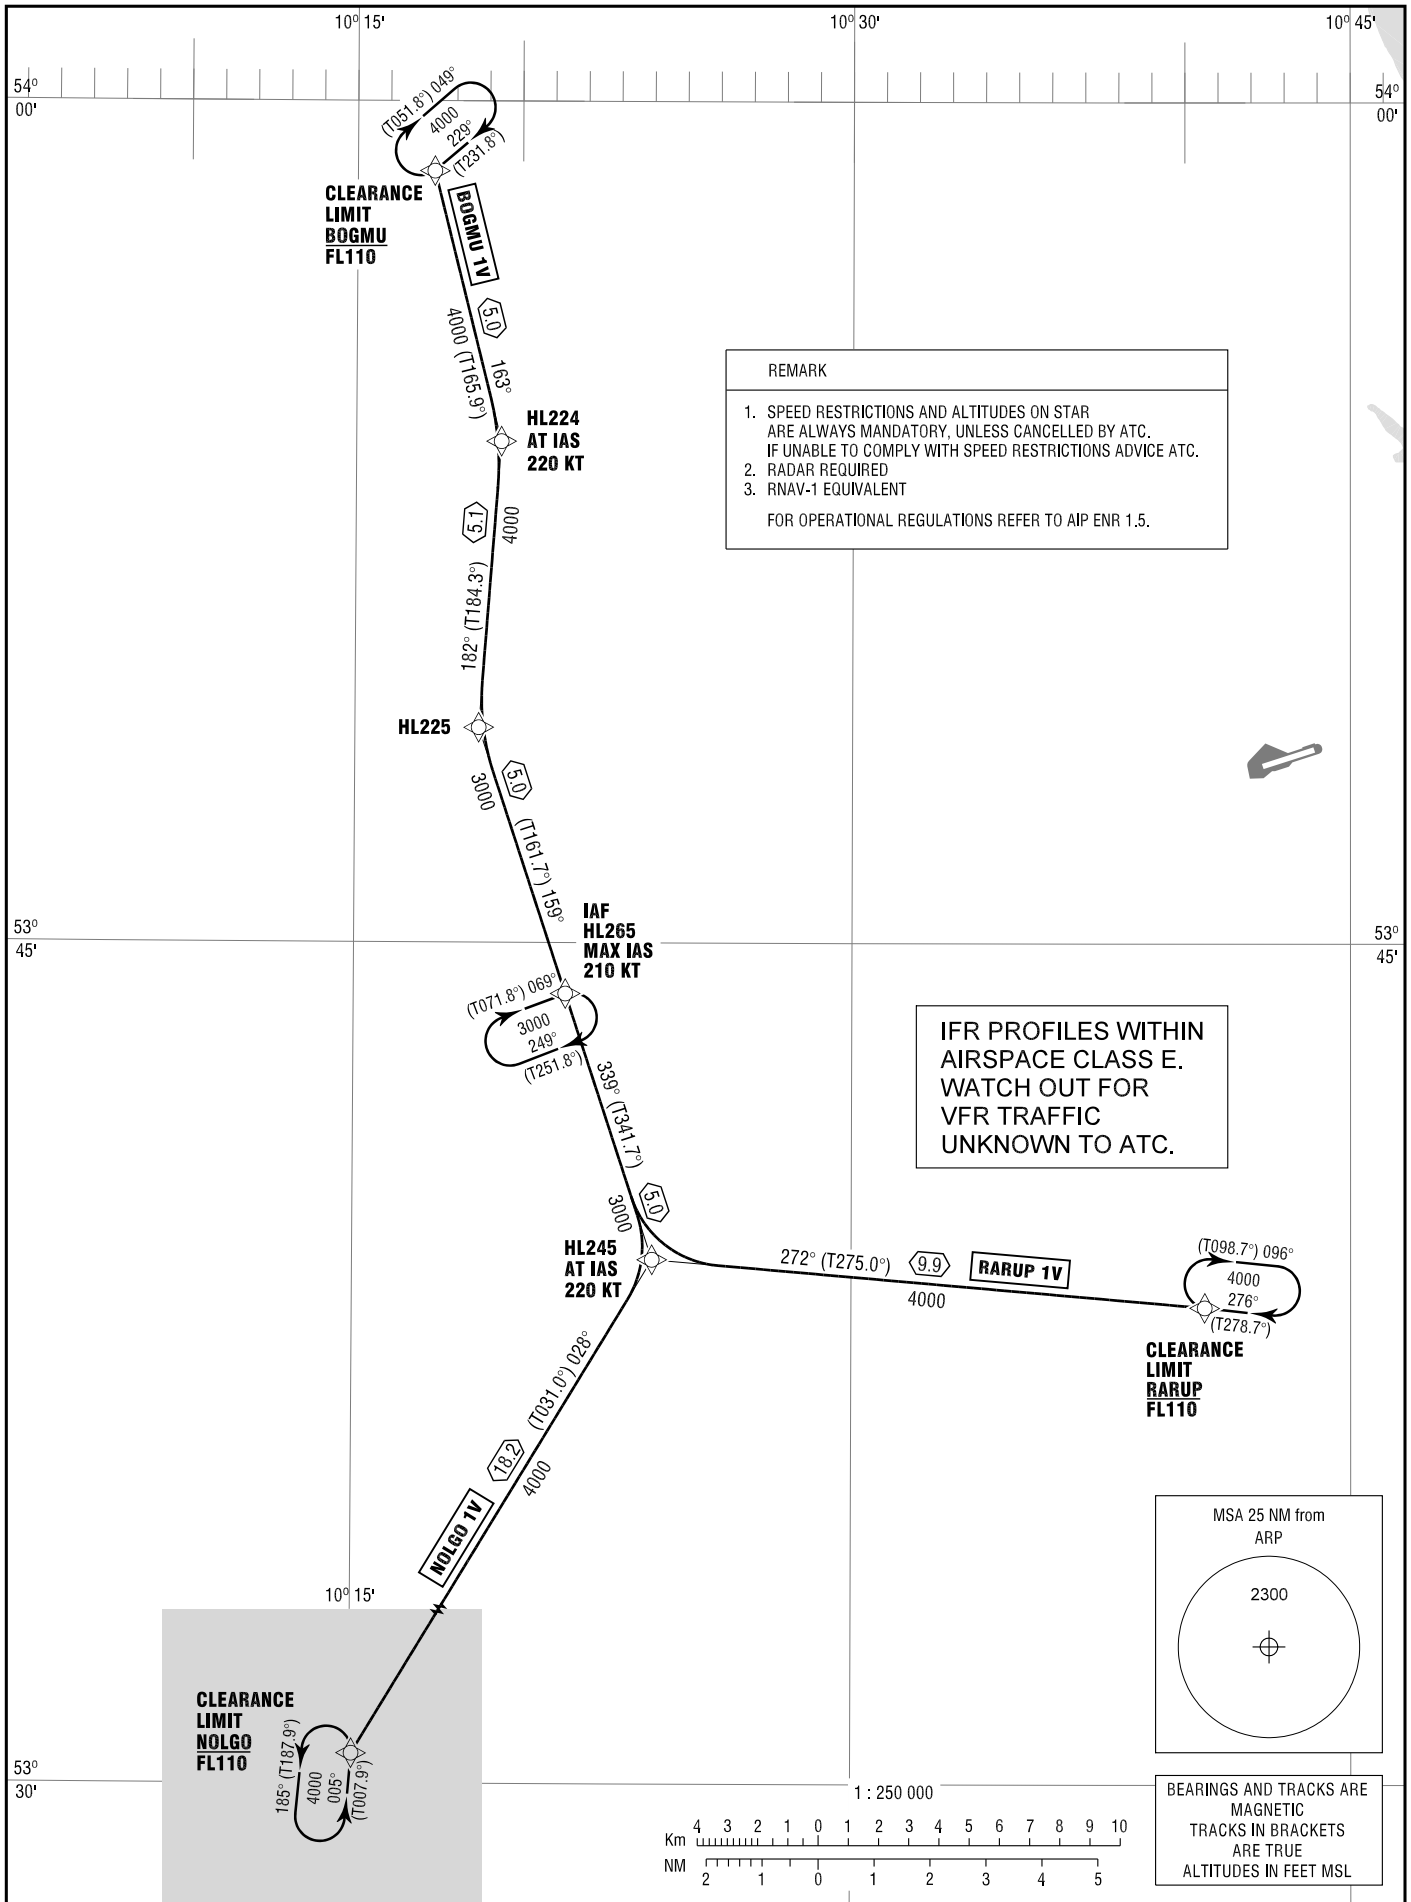 10° 15'
10° 30'
10° 45'
54°
00'
54°
00'
(T051.8°) 049°
4000
229°
(T231.8°)
CLEARANCE
LIMIT
BOGMU
FL110
BOGMU 1V
5.0
4000 (T165.9°)
163°
HL224
AT IAS
220 KT
REMARK
1. SPEED RESTRICTIONS AND ALTITUDES ON STAR
ARE ALWAYS MANDATORY, UNLESS CANCELLED BY ATC.
IF UNABLE TO COMPLY WITH SPEED RESTRICTIONS ADVICE ATC.
2. RADAR REQUIRED
3. RNAV-1 EQUIVALENT
FOR OPERATIONAL REGULATIONS REFER TO AIP ENR 1.5.
5.1
4000
182° (T184.3°)
HL225
5.0
3000
(T161.7°) 159°
53°
45'
53°
45'
IAF
HL265
MAX IAS
210 KT
(T071.8°) 069°
3000
249°
(T251.8°)
339° (T341.7°)
3000
5.0
IFR PROFILES WITHIN
AIRSPACE CLASS E.
WATCH OUT FOR
VFR TRAFFIC
UNKNOWN TO ATC.
HL245
AT IAS
220 KT
272° (T275.0°)
9.9
RARUP 1V
4000
(T098.7°) 096°
4000
276°
(T278.7°)
CLEARANCE
LIMIT
RARUP
FL110
(T031.0°) 028°
18.2
4000
NOLGO 1V
10° 15'
CLEARANCE
LIMIT
NOLGO
FL110
185° (T187.9°)
4000
005°
(T007.9°)
53°
30'
MSA 25 NM from
ARP
2300
1 : 250 000
Km 4 3 2 1 0 1 2 3 4 5 6 7 8 9 10
NM 2 1 0 1 2 3 4 5
BEARINGS AND TRACKS ARE
MAGNETIC
TRACKS IN BRACKETS
ARE TRUE
ALTITUDES IN FEET MSL